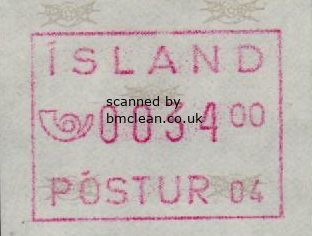 ÍSLAND
scanned by
bmclean.co.uk
0034 00
PÓSTUR 04